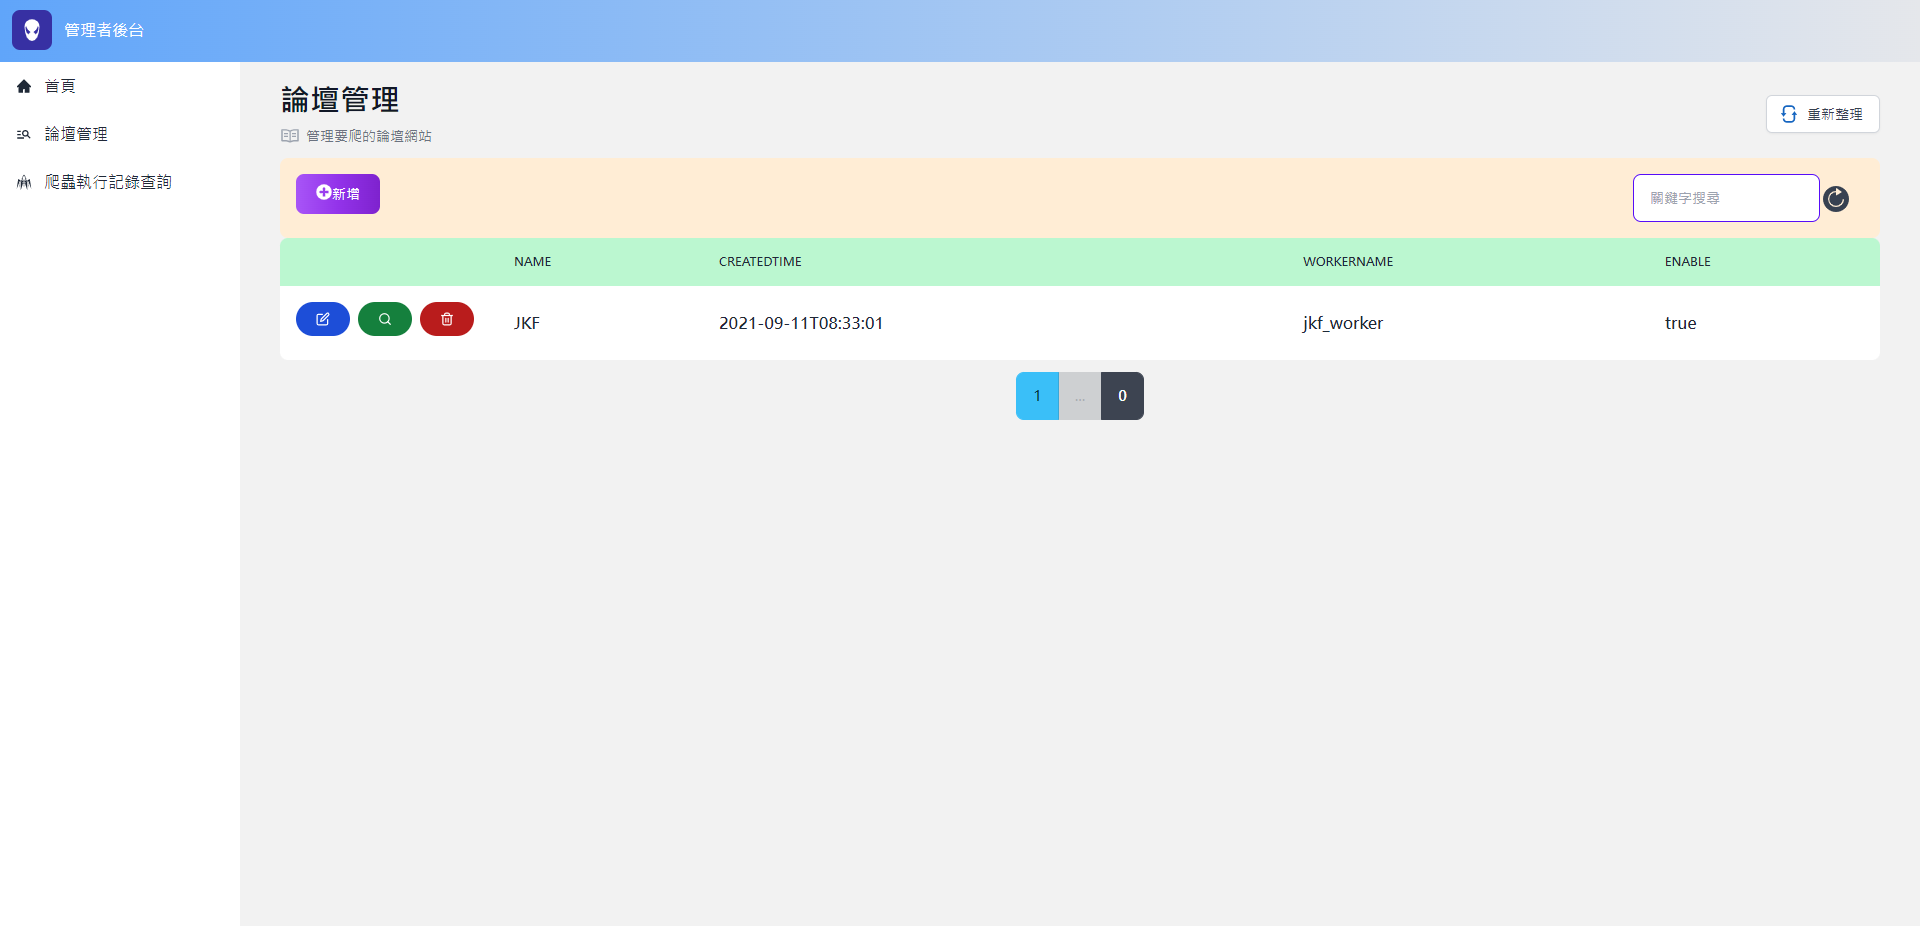 管理者後台
首頁
論壇管理
爬蟲執行記錄查詢
論壇管理
管理要爬的論壇網站
重新整理
新增
關鍵字搜尋
NAME CREATEDTIME WORKERNAME ENABLE
JKF 2021-09-11T08:33:01 jkf_worker true
1 ... 0